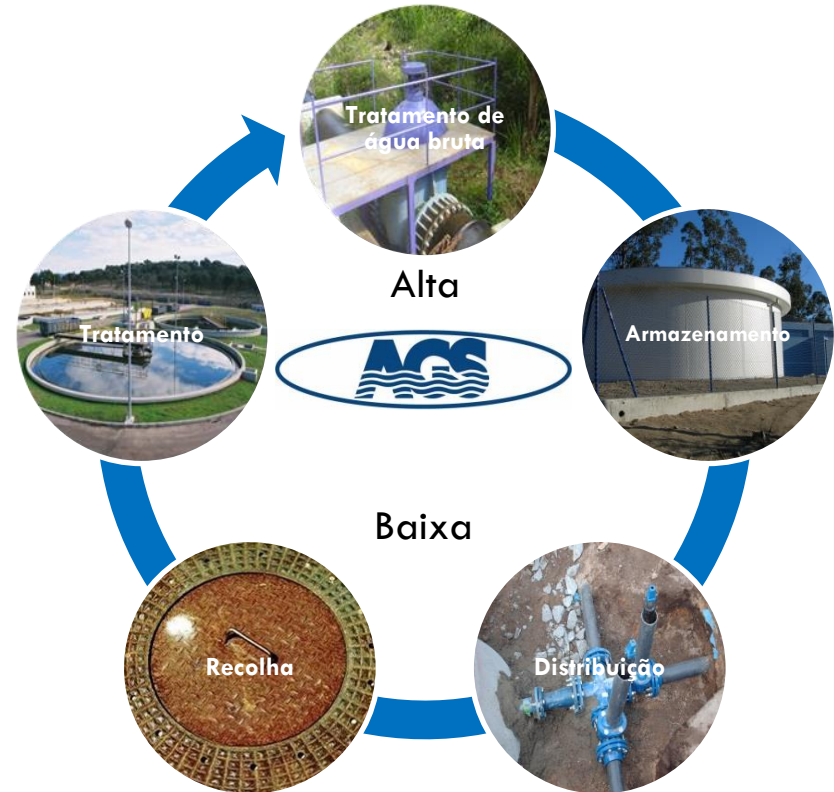 Tratamento de
água bruta
Alta
Tratamento
AGS
Armazenamento
Baixa
Recolha
Distribuição